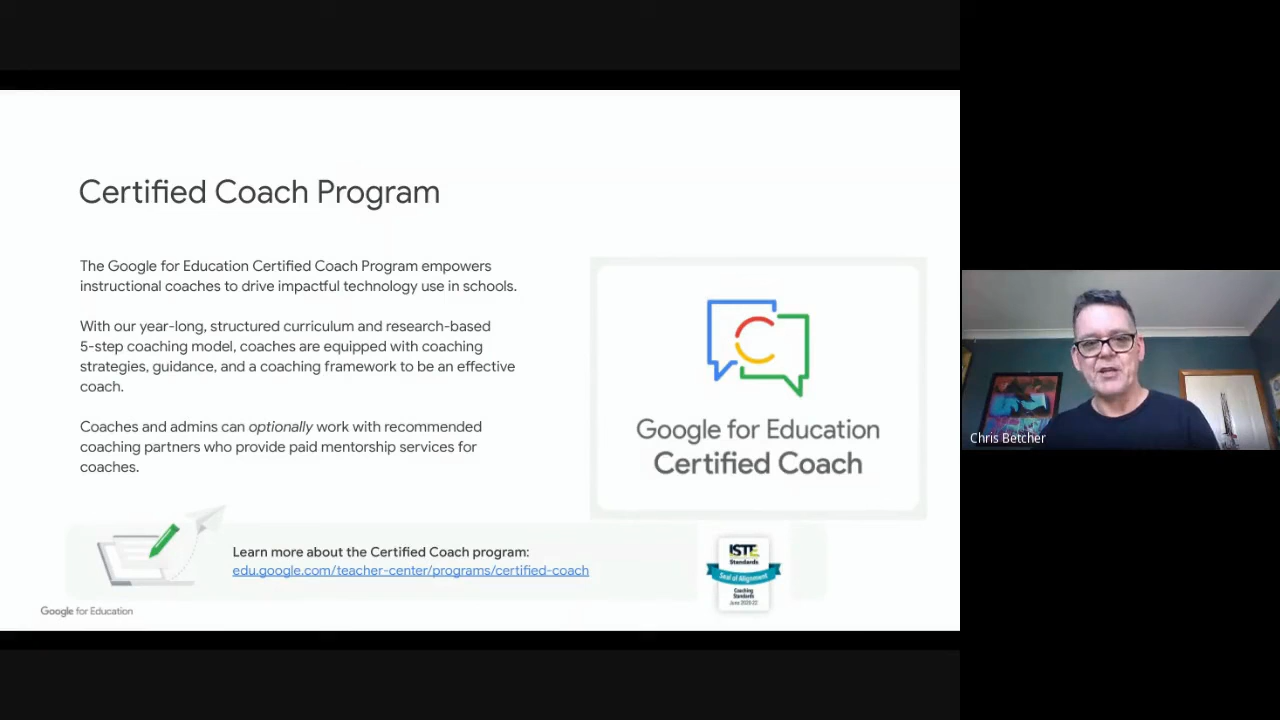 Certified Coach Program
The Google for Education Certified Coach Program empowers
instructional coaches to drive impactful technology use in schools.
With our year-long, structured curriculum and research-based
5-step coaching model, coaches are equipped with coaching
strategies, guidance, and a coaching framework to be an effective
coach.
Coaches and admins can optionally work with recommended
coaching partners who provide paid mentorship services for
coaches.
Google for Education
Certified Coach
Learn more about the Certified Coach program:
edu.google.com/teacher-center/programs/certified-coach
ISTE
Standards
Seal of Alignment
Coaching
Standards
June 2020-22
Google for Education
Chris Betcher